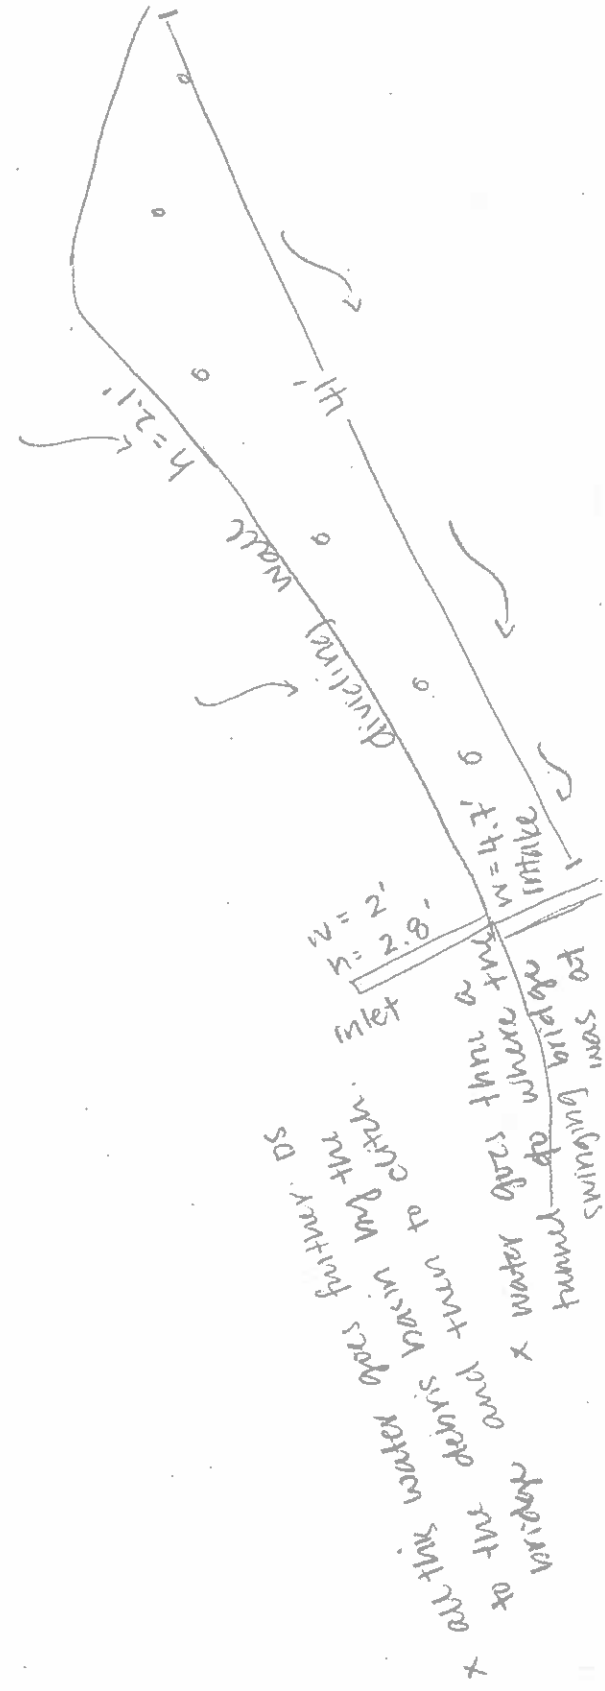 41'
h = 2.1'
dividing wall
w = 2'
h = 2.8'
inlet
w = 4.7'
intake
x water goes thru a
tunnel to where the
swinging bridge
was at
x all this water goes further DS
to the debris basin by the
bridge and then to ditch.